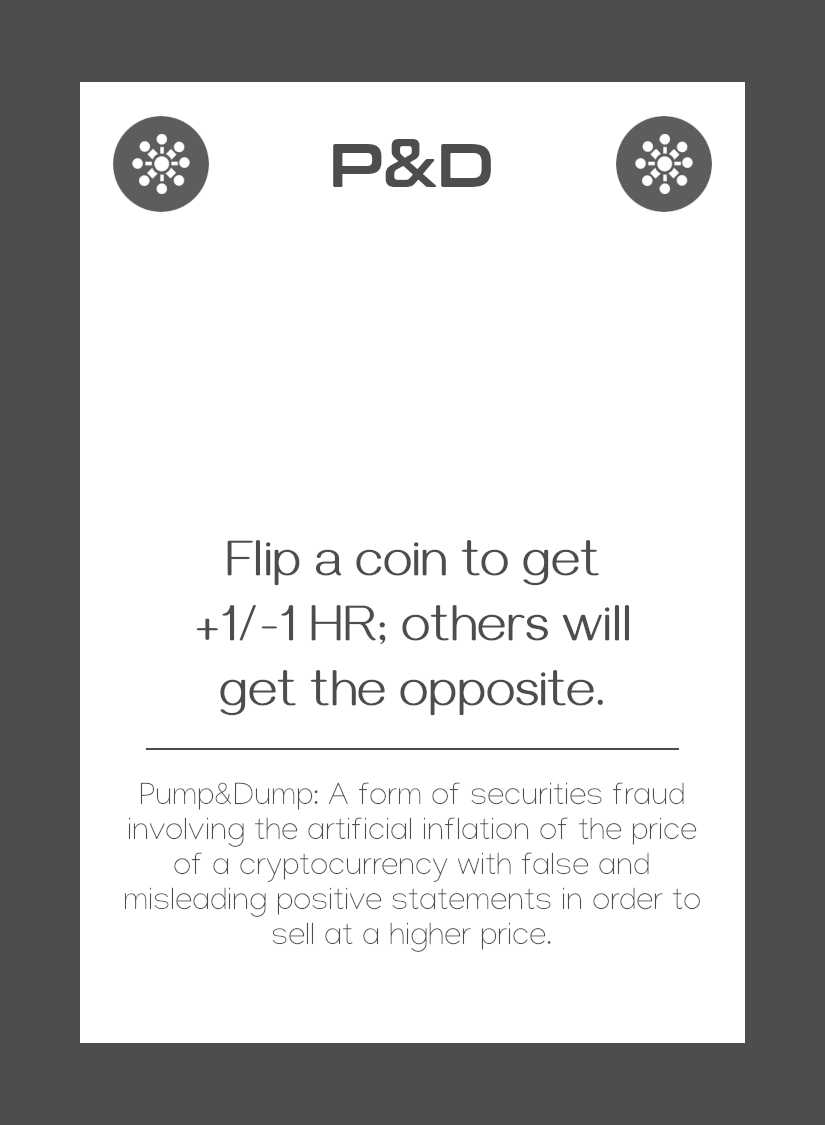 P&D
Flip a coin to get
+1/-1 HR; others will
get the opposite.
Pump&Dump: A form of securities fraud
involving the artificial inflation of the price
of a cryptocurrency with false and
misleading positive statements in order to
sell at a higher price.